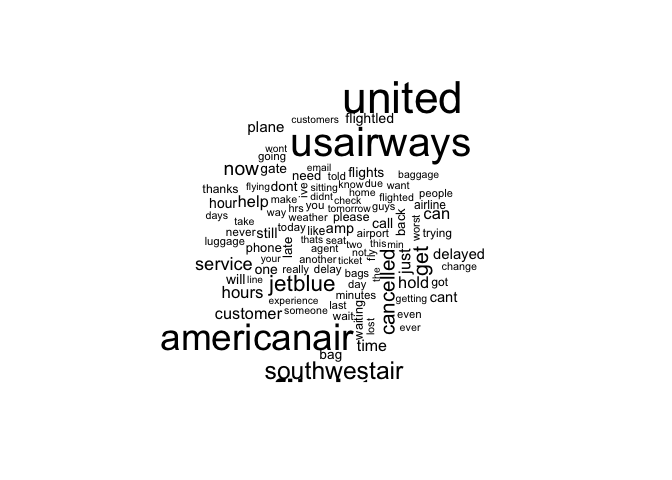 united
customers flightled
plane
usairways
wont
going
now gate
email
need told flights
baggage
thanks
flying dont
ive
sitting know due want
home
hour help make
didnt check
flighted people
hrs you tomorrow guys
airline
days
way
weather please
back
worst
can
take
never still
today like amp
call
trying
airport
luggage
phone
late
thats seat two
this min
agent
not
fly
just
get
delayed
your
another ticket
the
cancelled
service one really delay
bags
change
will line
jetblue
day
hold got
hours
minutes
getting cant
experience
customer someone
last
waiting
wait
lost
even
ever
americanair
time
bag
southwestair